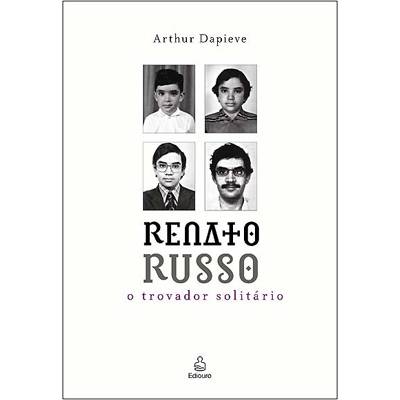 Arthur Dapieve
RENATO
RUSSO
o trovador solitário
Ediouro